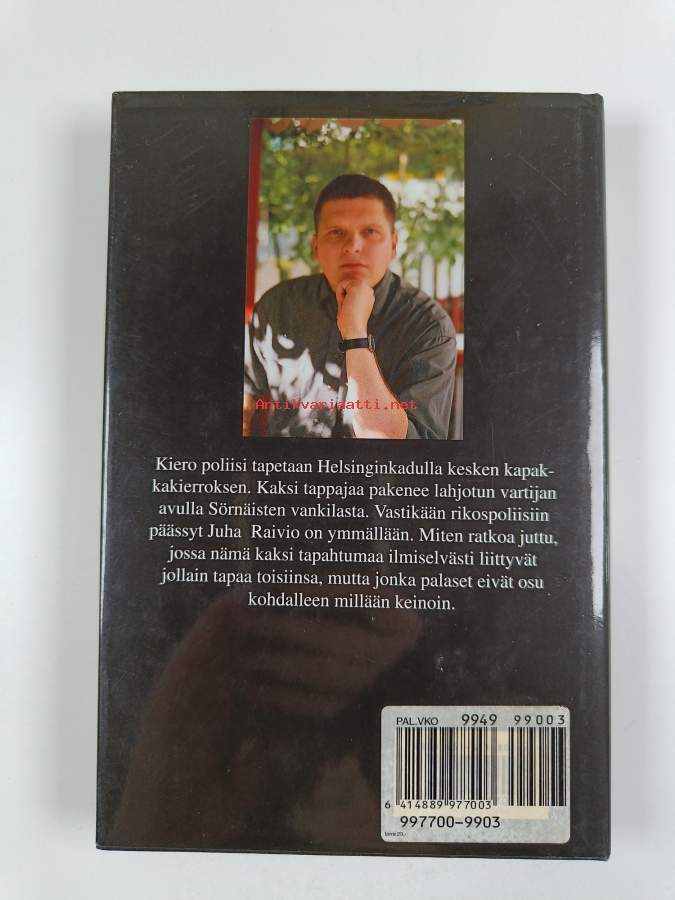 Antikvariaatti.net
Kiero poliisi tapetaan Helsinginkadulla kesken kapak-
kakierroksen. Kaksi tappajaa pakenee lahjotun vartijan
avulla Sörnäisten vankilasta. Vastikään rikospoliisiin
päässyt Juha Raivio on ymmällään. Miten ratkoa juttu,
jossa nämä kaksi tapahtumaa ilmiselvästi liittyvät
jollain tapaa toisiinsa, mutta jonka palaset eivät osu
kohdalleen millään keinoin.
PAL.VKO 9949 99003
6 414889 977003
997700-9903